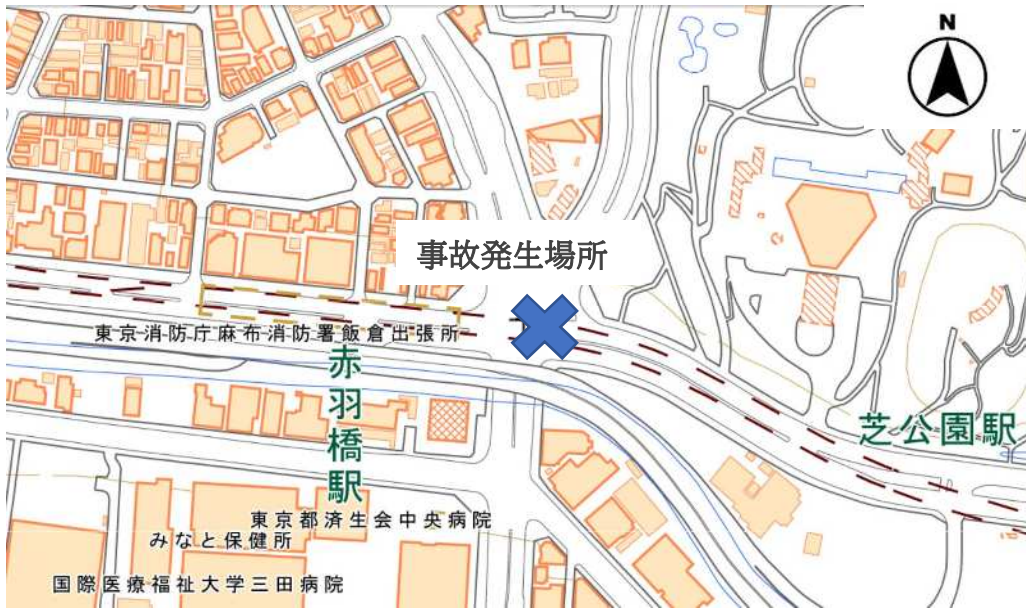 N
事故発生場所
東京消防庁麻布消防署飯倉出張所
赤羽橋駅
芝公園駅
東京都済生会中央病院
みなと保健所
国際医療福祉大学三田病院